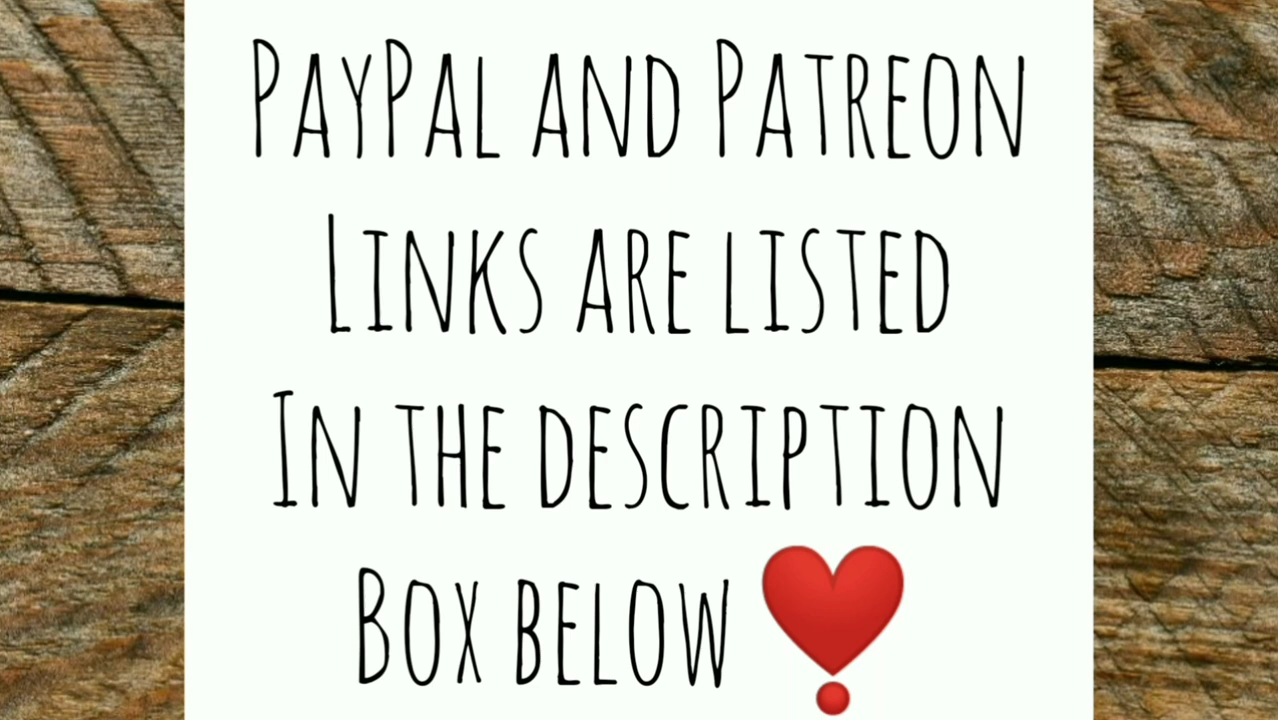 PayPal and Patreon
Links are listed
In the description
Box below ❣